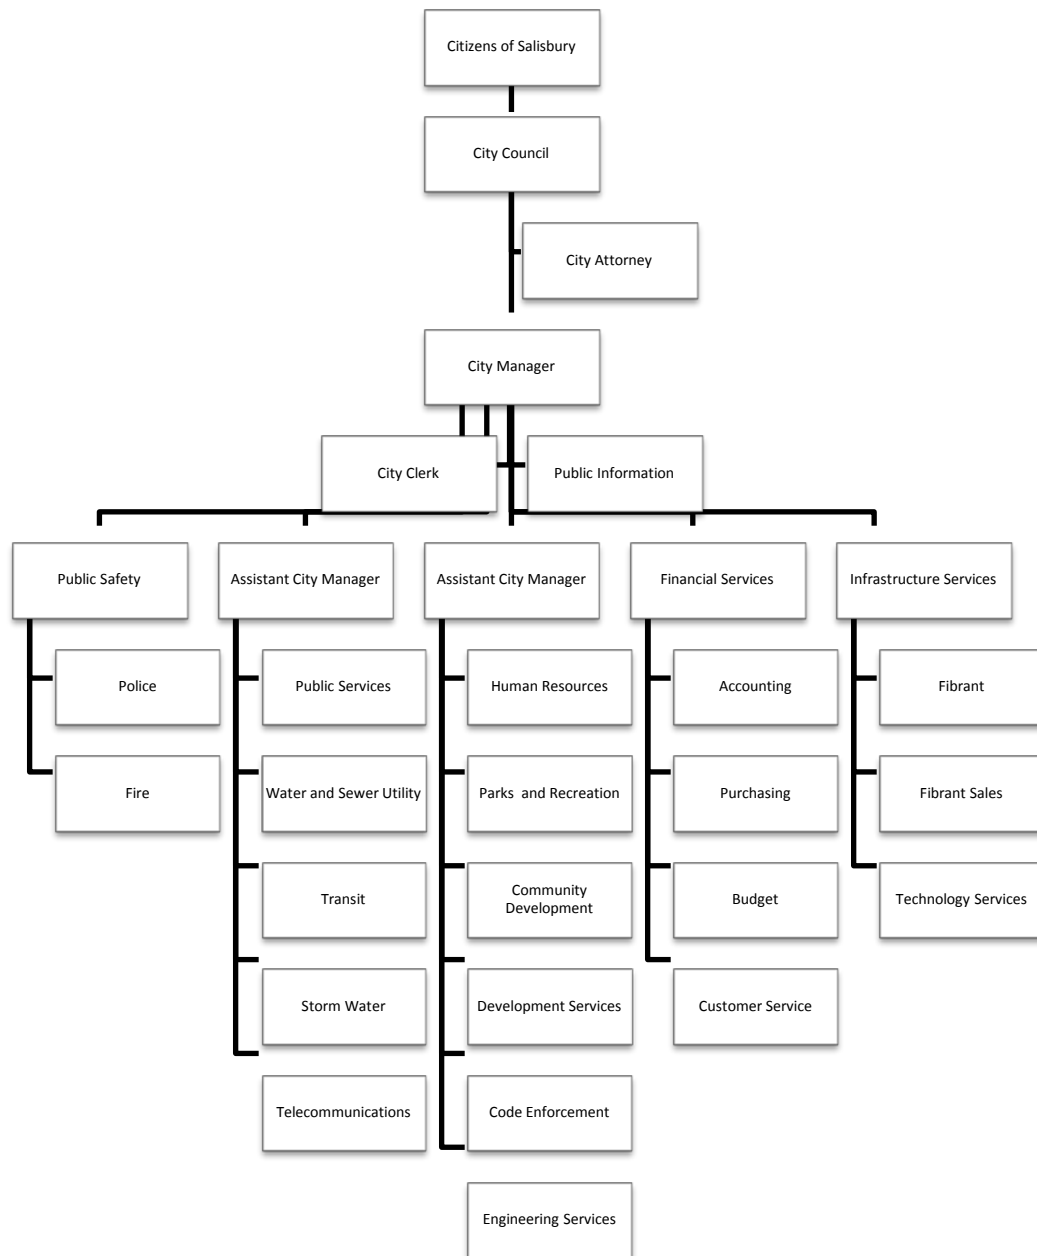 Citizens of Salisbury
City Council
City Attorney
City Manager
City Clerk
Public Information
Public Safety
Assistant City Manager
Assistant City Manager
Financial Services
Infrastructure Services
Police
Public Services
Human Resources
Accounting
Fibrant
Fire
Water and Sewer Utility
Parks  and Recreation
Purchasing
Fibrant Sales
Transit
Community
Development
Budget
Technology Services
Storm Water
Development Services
Customer Service
Telecommunications
Code Enforcement
Engineering Services